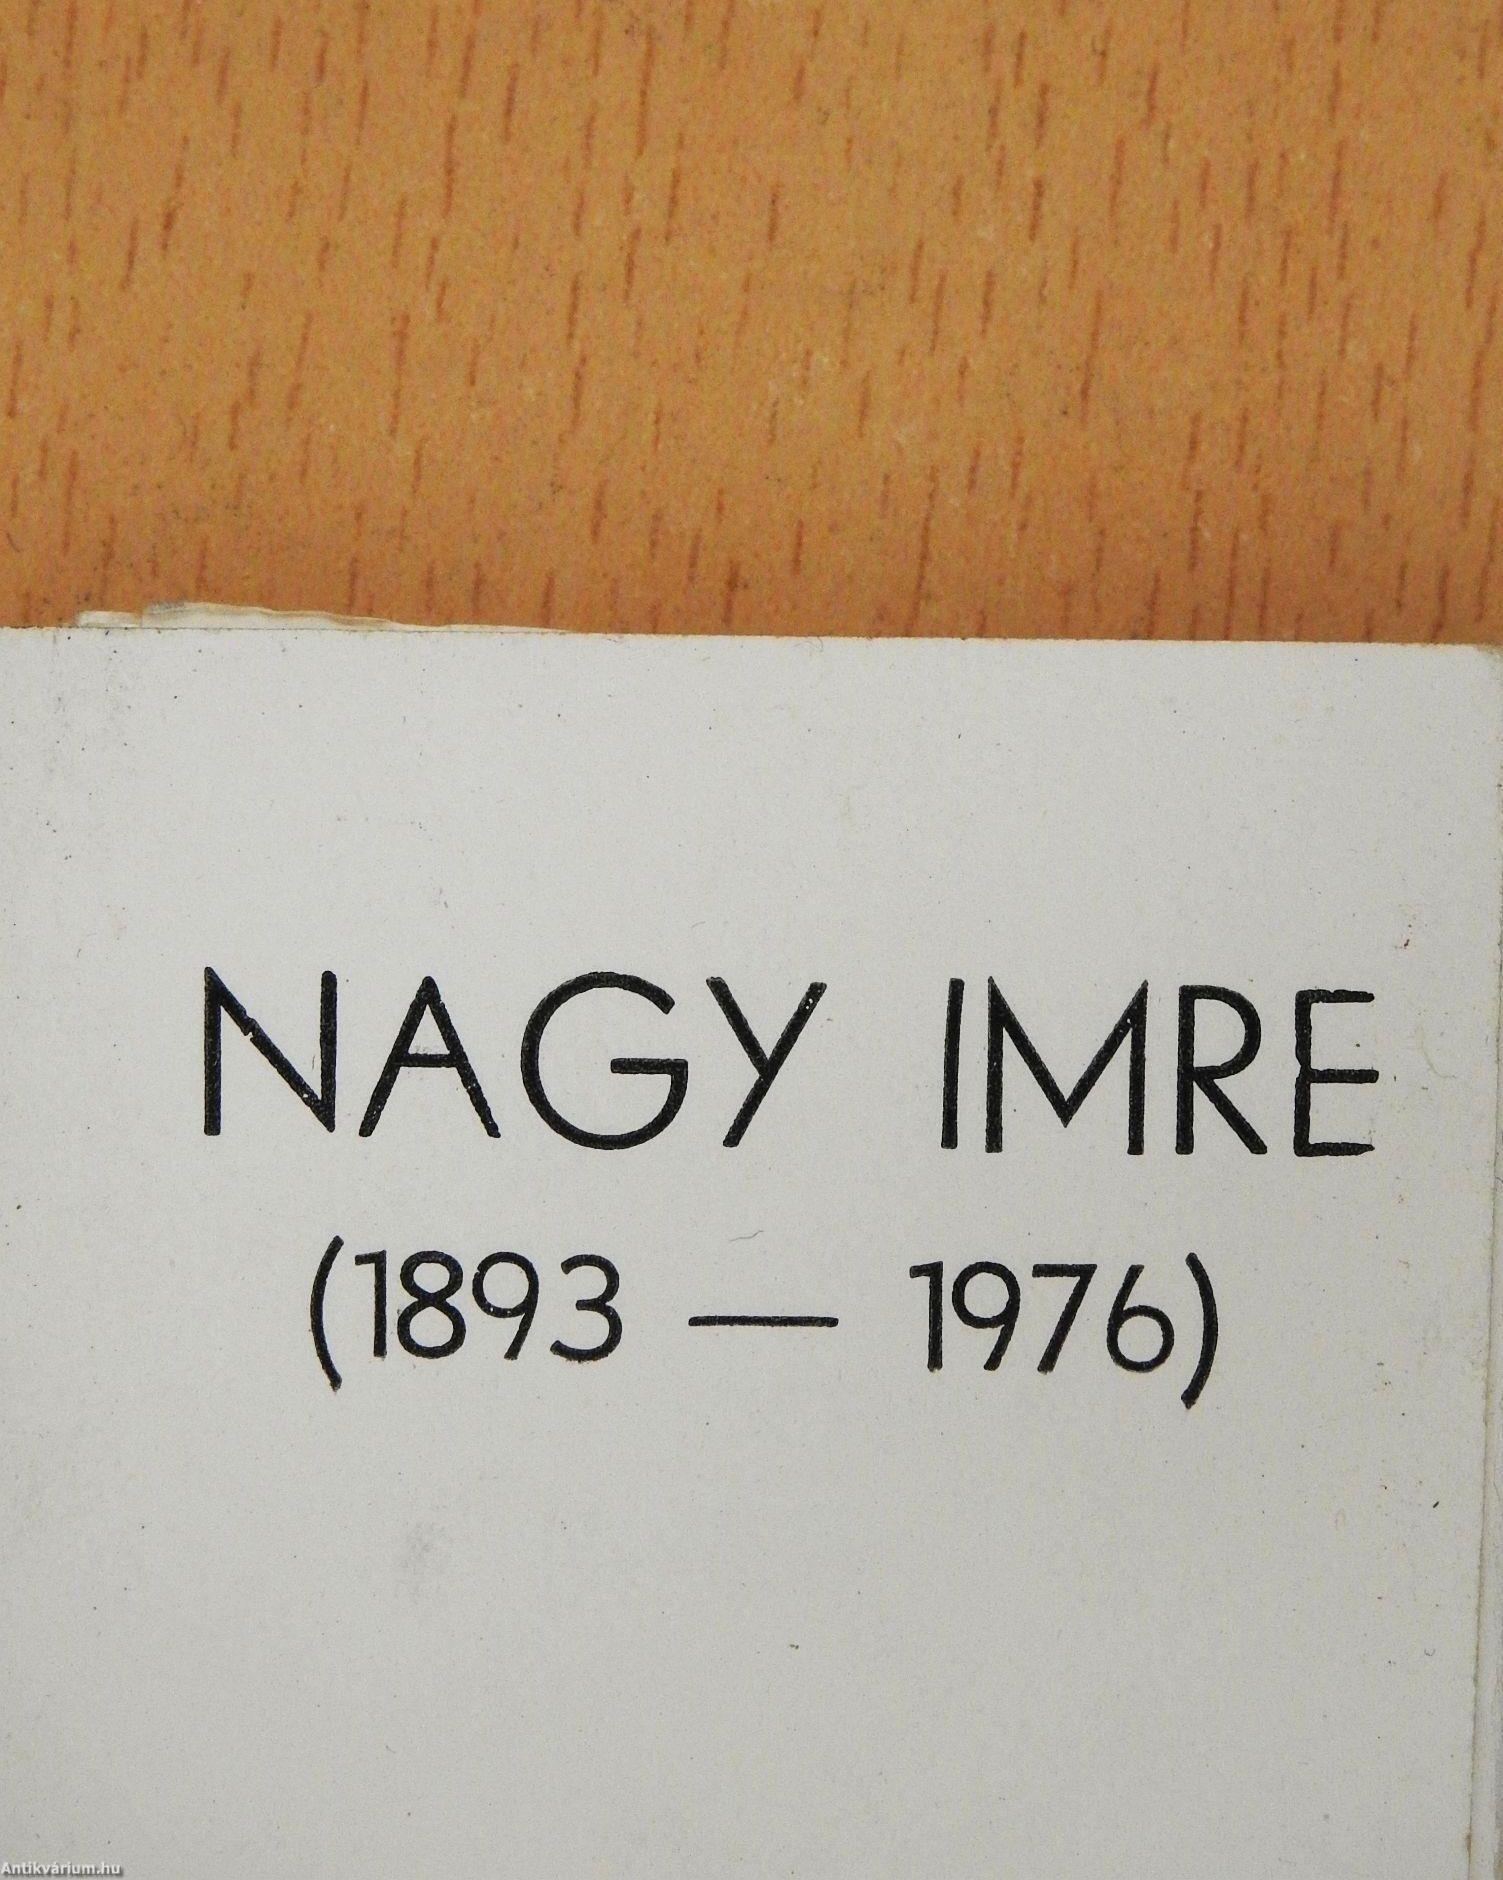 NAGY IMRE
(1893 — 1976)
Antikvárium.hu